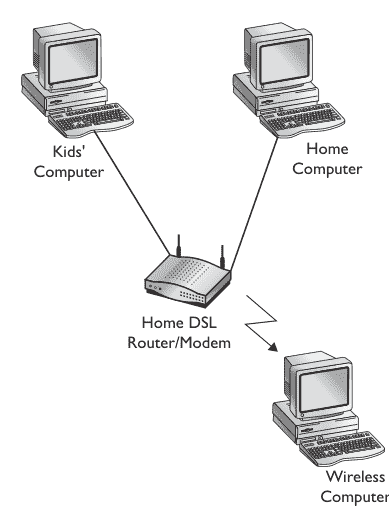 Kids'
Computer
Home
Computer
Home DSL
Router/Modem
Wireless
Computer